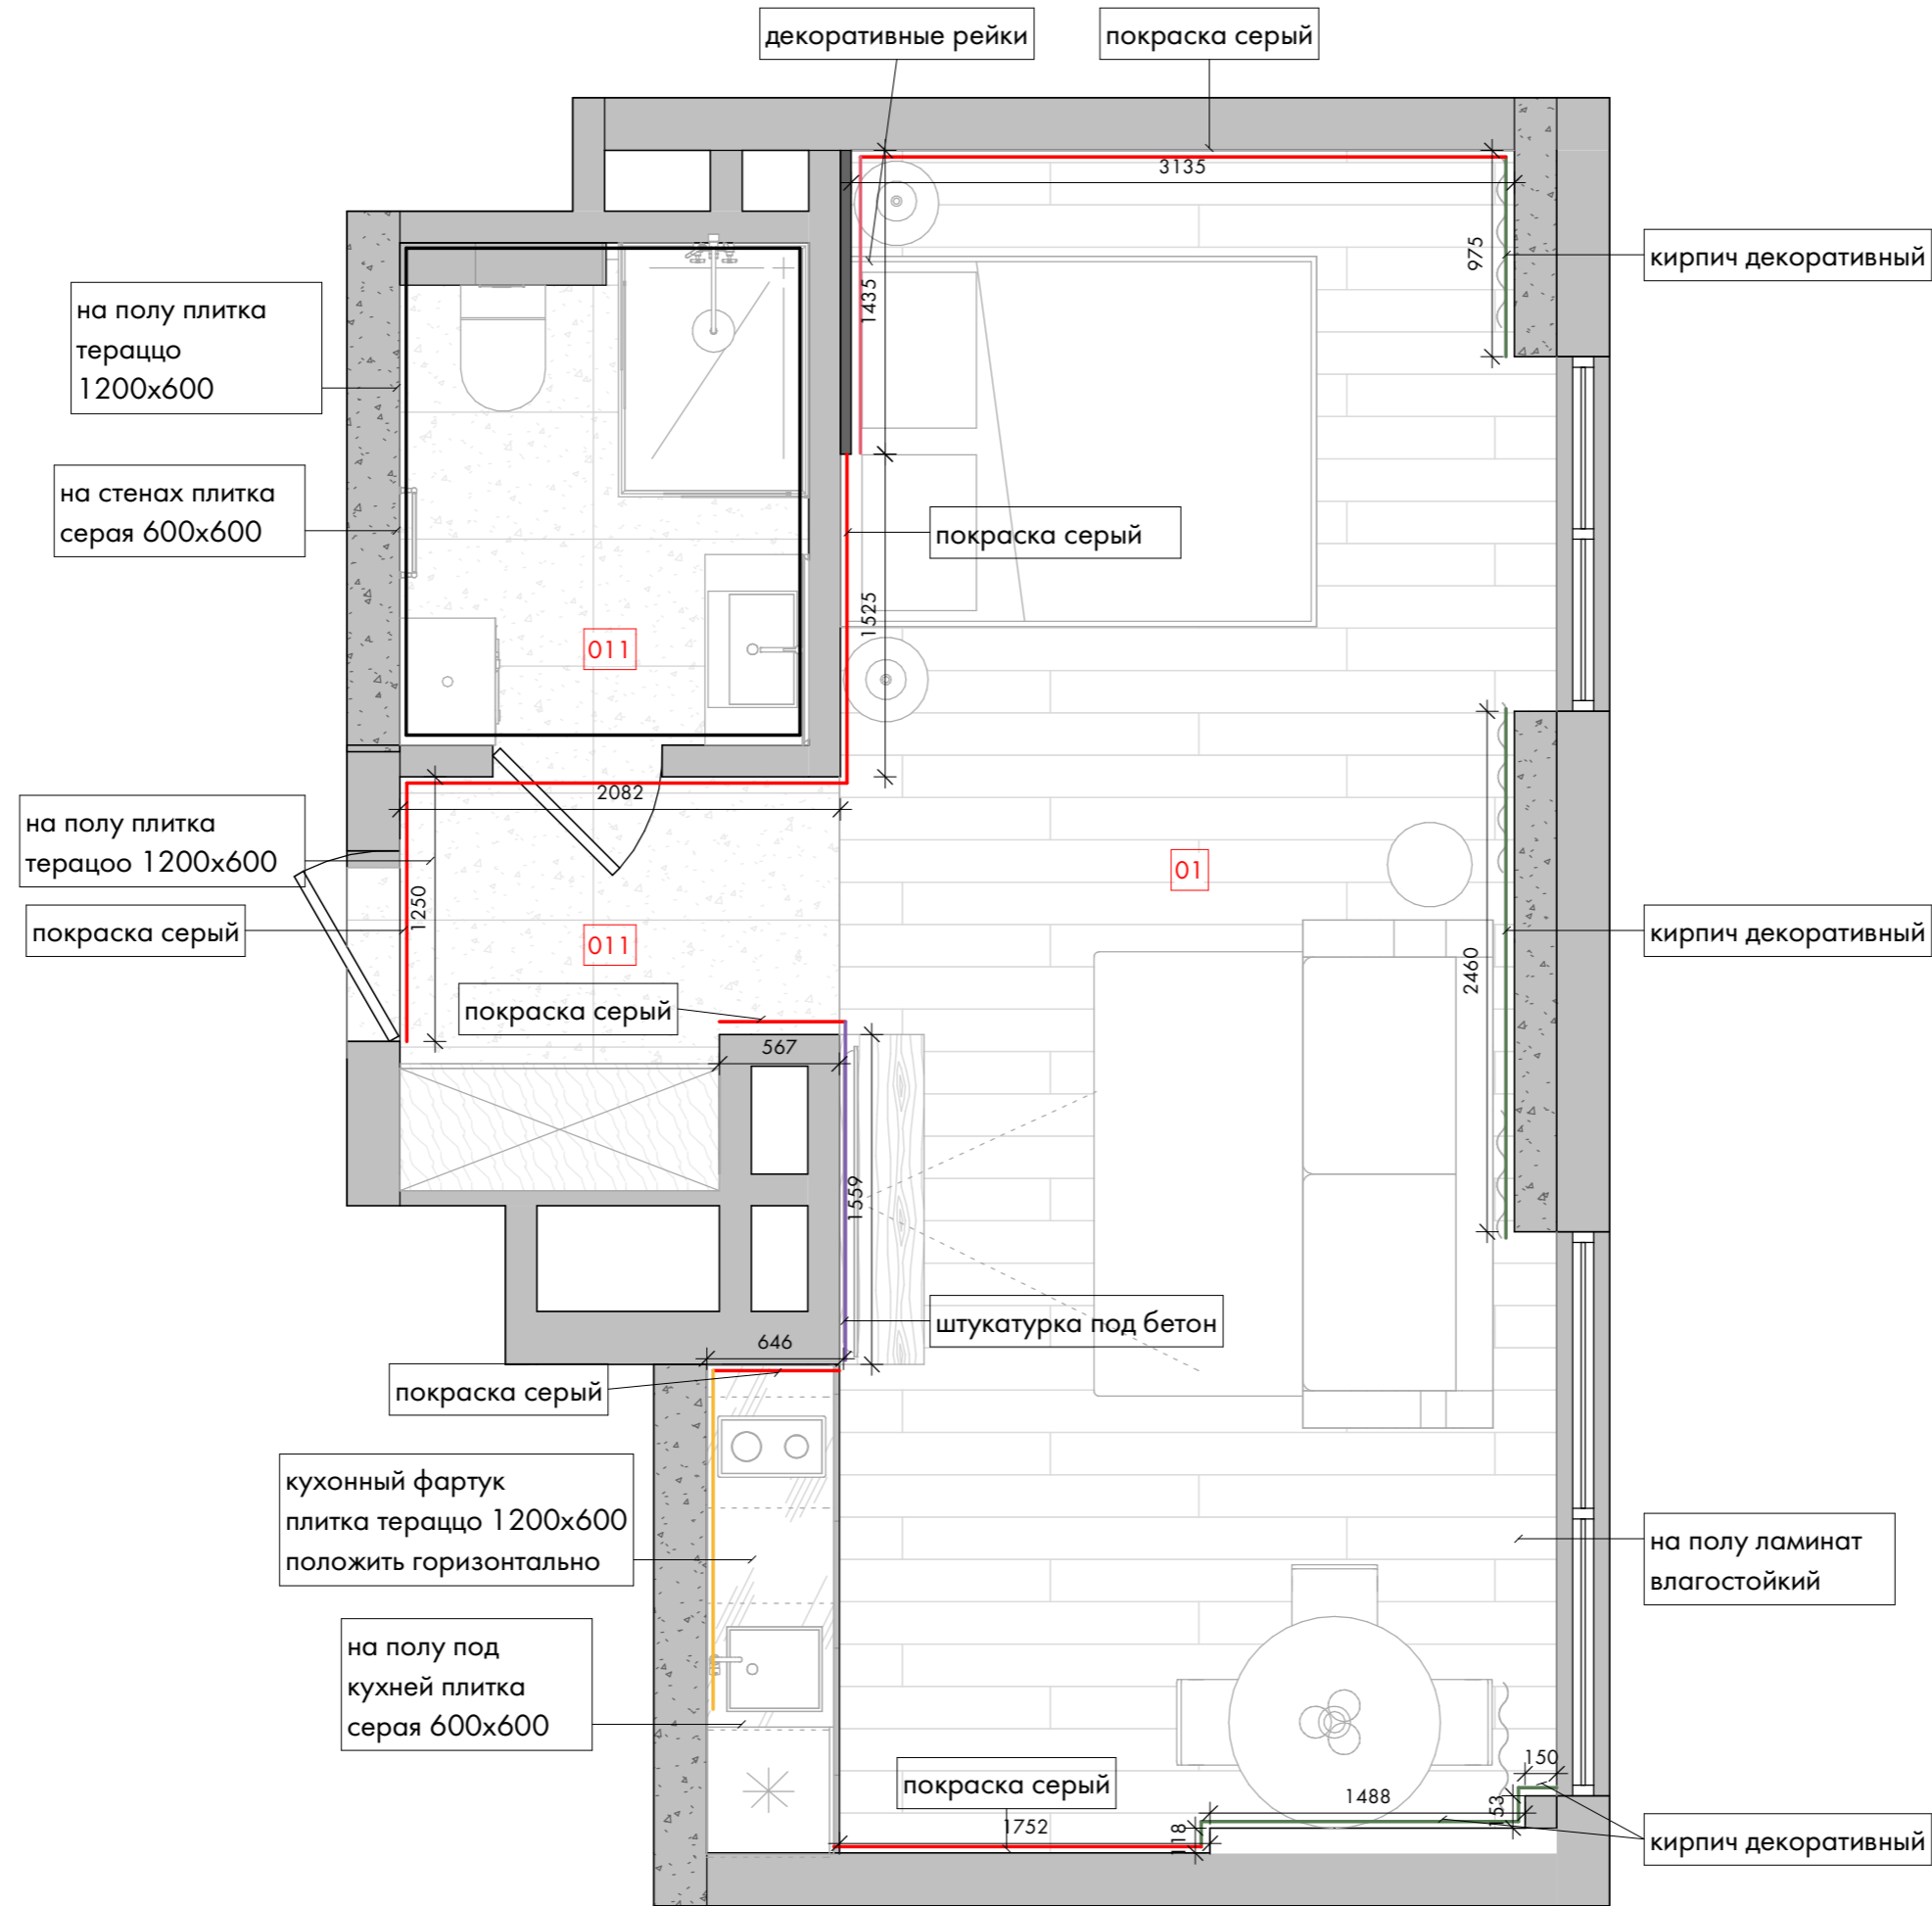 декоративные рейки
покраска серый
3135
975
1435
кирпич декоративный
на полу плитка
тераццо
1200х600
на стенах плитка
серая 600х600
покраска серый
1525
011
2082
на полу плитка
терацоо 1200х600
01
1250
покраска серый
011
кирпич декоративный
2460
покраска серый
567
1559
штукатурка под бетон
646
покраска серый
кухонный фартук
плитка тераццо 1200х600
положить горизонтально
на полу ламинат
влагостойкий
на полу под
кухней плитка
серая 600х600
150
покраска серый
1488
153
1752
18
кирпич декоративный